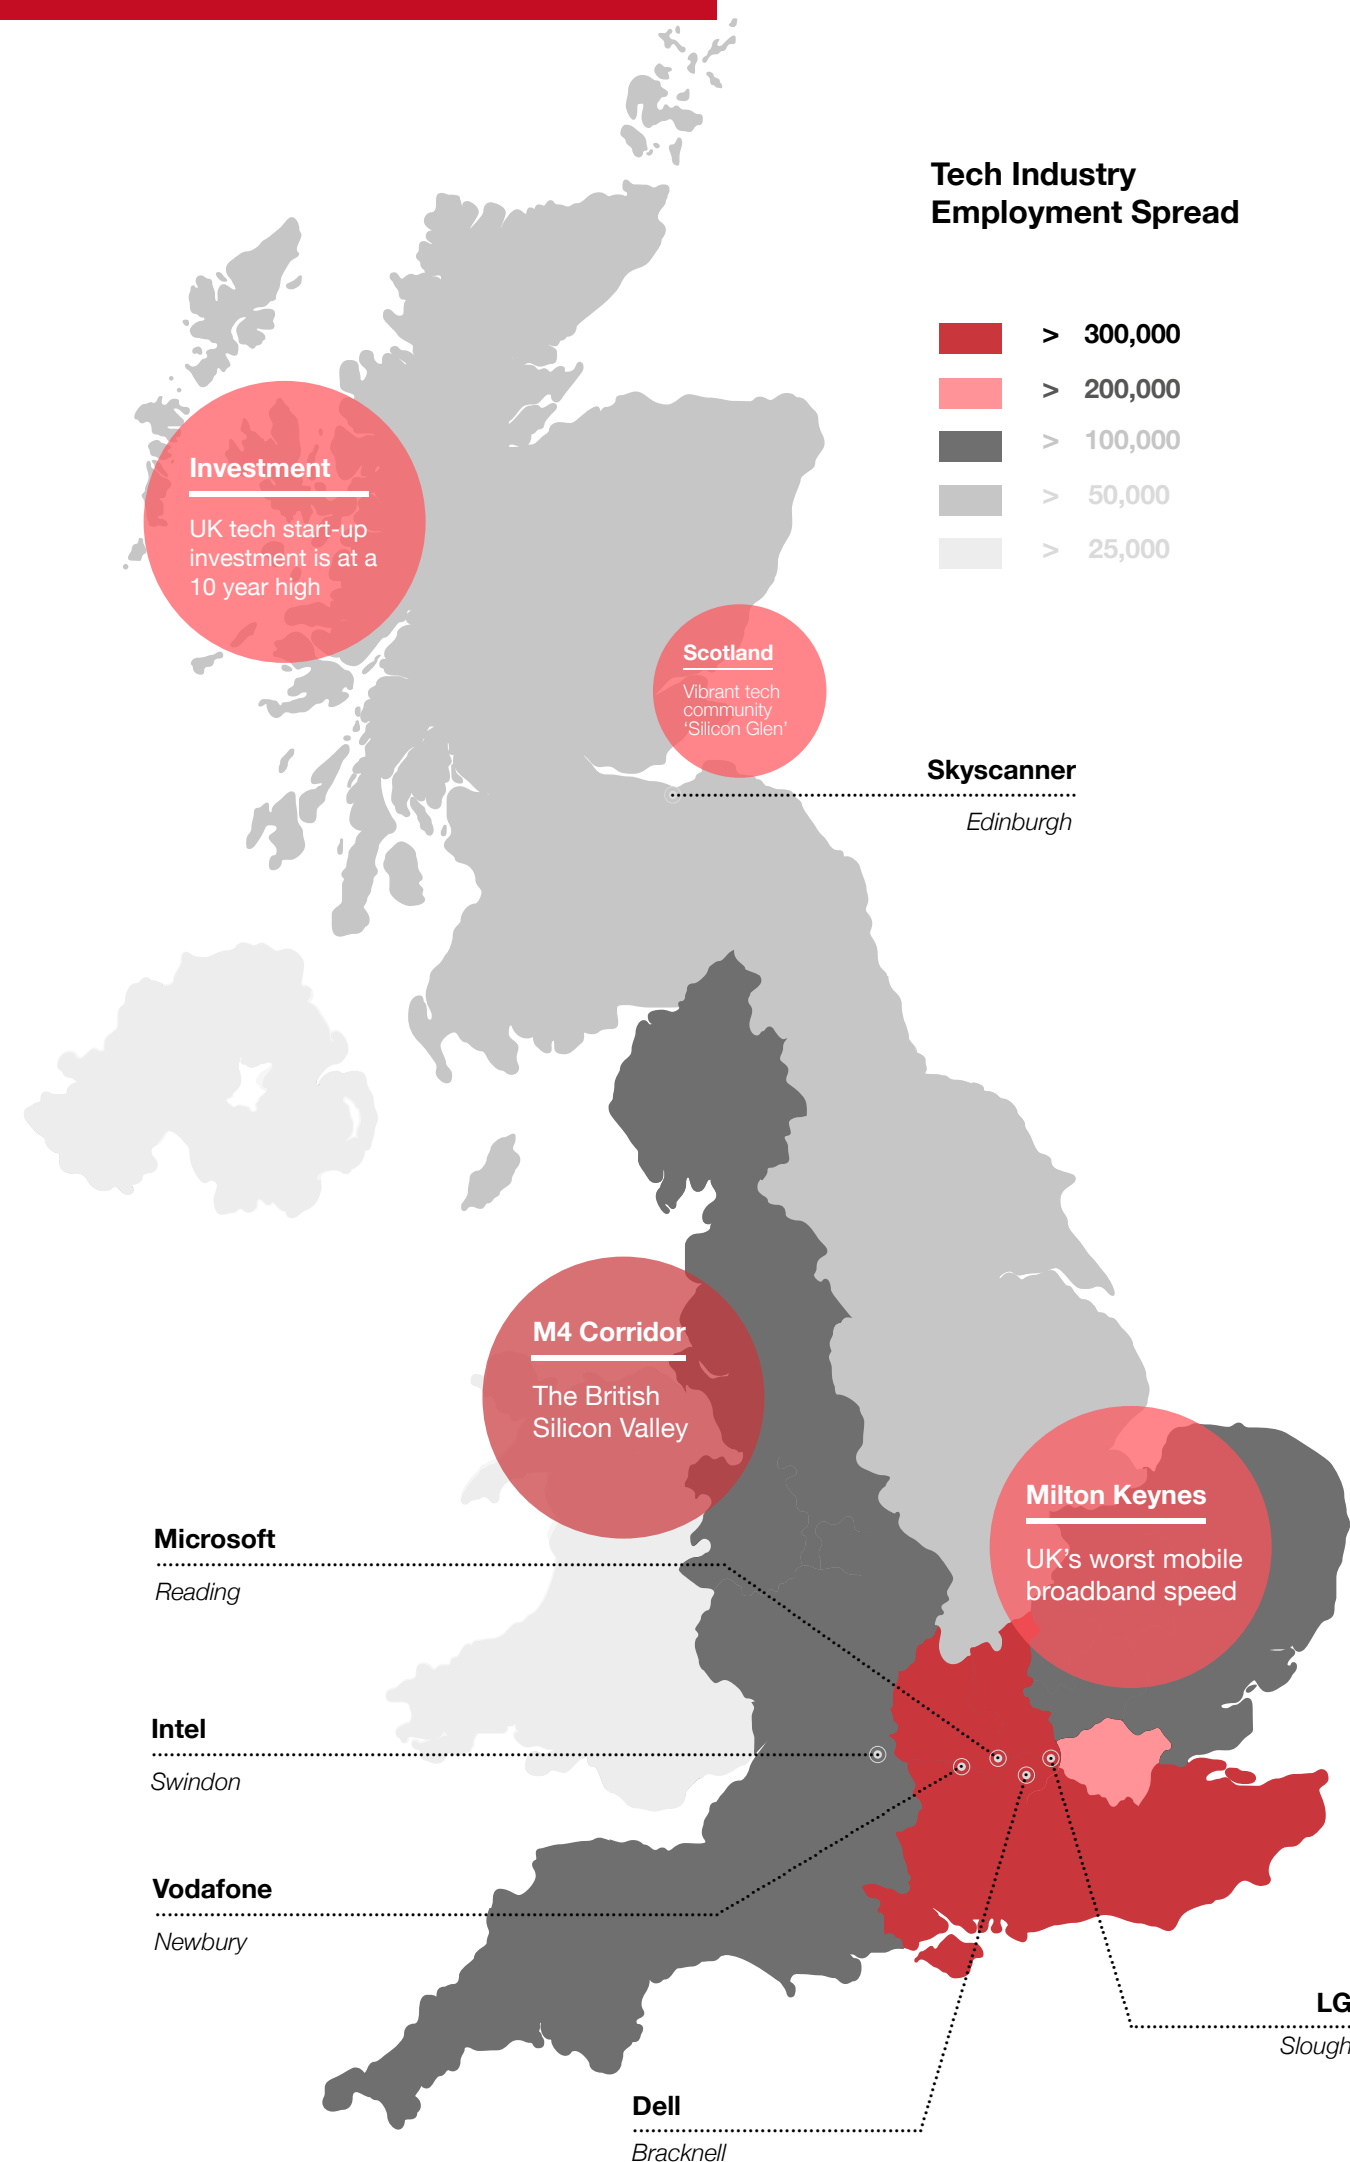 Tech Industry
Employment Spread
> 300,000
> 200,000
> 100,000
> 50,000
> 25,000
Investment
UK tech start-up
investment is at a
10 year high
Scotland
Vibrant tech
community
‘Silicon Glen’
Skyscanner
Edinburgh
M4 Corridor
The British
Silicon Valley
Milton Keynes
UK’s worst mobile
broadband speed
Microsoft
Reading
Intel
Swindon
Vodafone
Newbury
LG
Slough
Dell
Bracknell